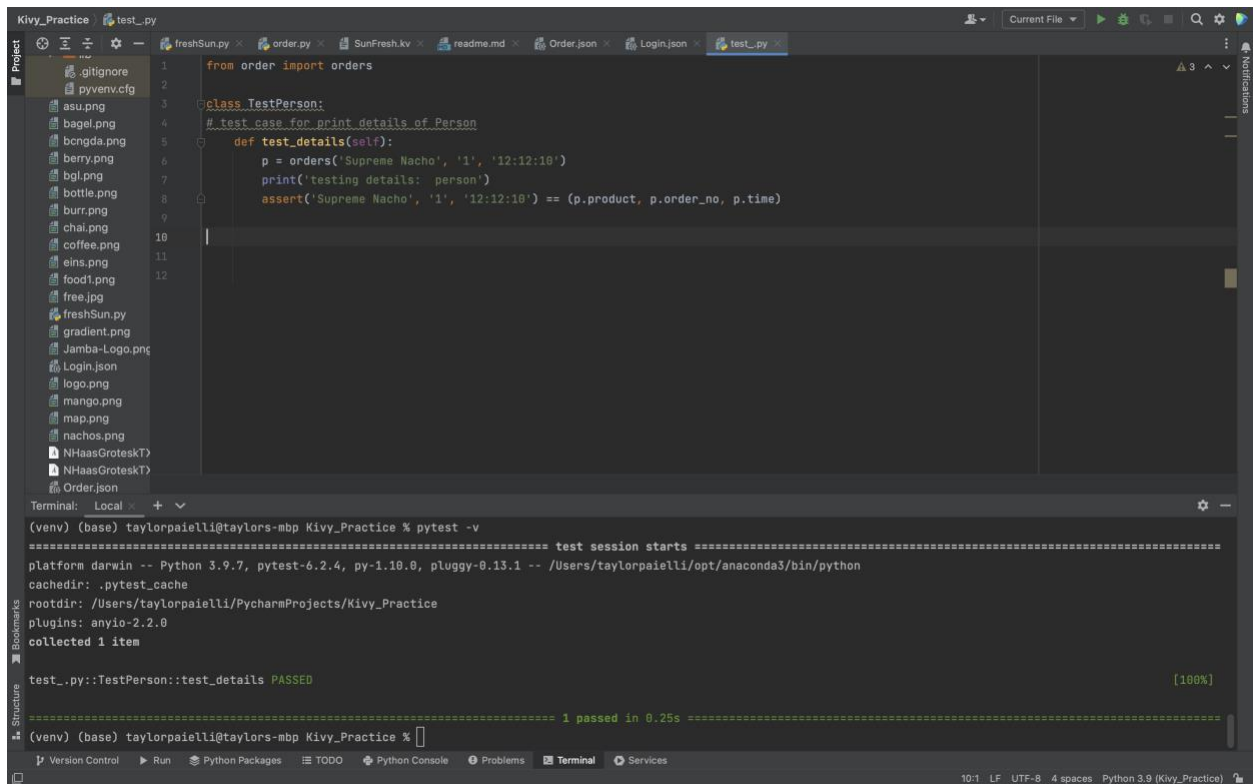 Kivy_Practice test_.py
Current File
Project
freshSun.py order.py SunFresh.kv readme.md Order.json Login.json test_.py
Notifications
.gitignore
pyvenv.cfg
asu.png
bagel.png
bcngda.png
berry.png
bgl.png
bottle.png
burr.png
chai.png
coffee.png
eins.png
food1.png
free.jpg
freshSun.py
gradient.png
Jamba-Logo.png
Login.json
logo.png
mango.png
map.png
nachos.png
NHaasGroteskTX
NHaasGroteskTX
Order.json
1 from order import orders
2
3 class TestPerson:
4 # test case for print details of Person
5 def test_details(self):
6 p = orders('Supreme Nacho', '1', '12:12:10')
7 print('testing details:  person')
8 assert('Supreme Nacho', '1', '12:12:10') == (p.product, p.order_no, p.time)
9
10
11
12
3
Terminal: Local
(venv) (base) taylorpaielli@taylors-mbp Kivy_Practice % pytest -v
=========================================================================== test session starts ===========================================================================
platform darwin -- Python 3.9.7, pytest-6.2.4, py-1.10.0, pluggy-0.13.1 -- /Users/taylorpaielli/opt/anaconda3/bin/python
cachedir: .pytest_cache
rootdir: /Users/taylorpaielli/PycharmProjects/Kivy_Practice
plugins: anyio-2.2.0
collected 1 item
test_.py::TestPerson::test_details PASSED [100%]
============================================================================ 1 passed in 0.25s ============================================================================
(venv) (base) taylorpaielli@taylors-mbp Kivy_Practice %
Bookmarks
Structure
Version Control Run Python Packages TODO Python Console Problems Terminal Services
10:1 LF UTF-8 4 spaces Python 3.9 (Kivy_Practice)